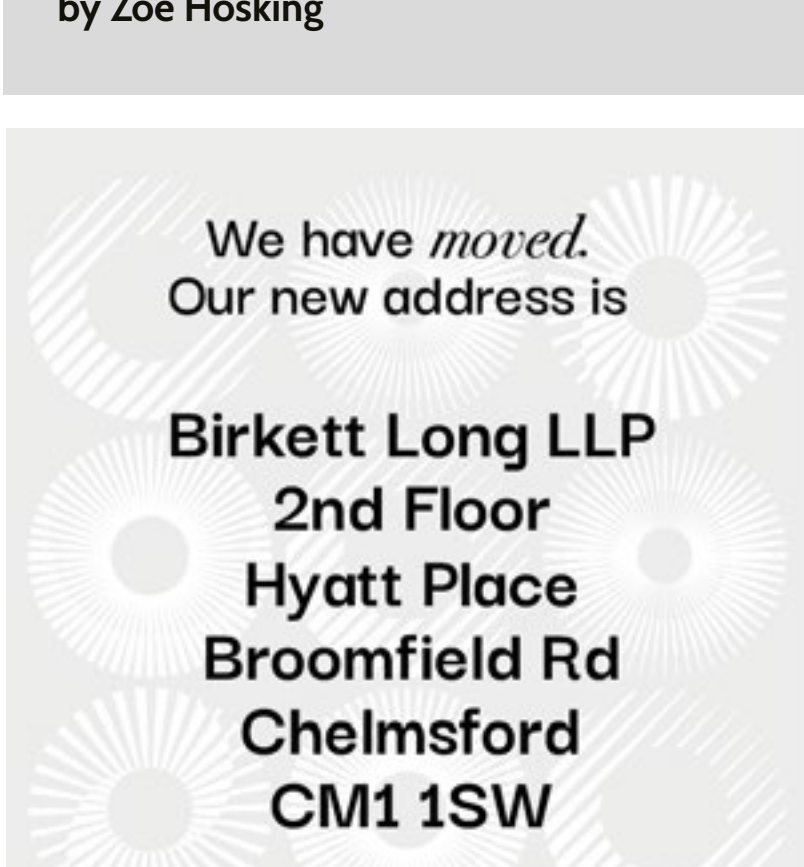 by Zoe Hosking
We have moved.
Our new address is
Birkett Long LLP
2nd Floor
Hyatt Place
Broomfield Rd
Chelmsford
CM1 1SW